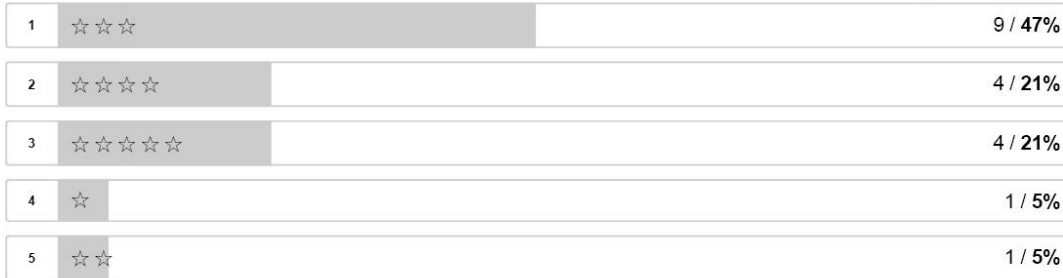 1 ☆☆☆ 9 / 47%
2 ☆☆☆☆ 4 / 21%
3 ☆☆☆☆☆ 4 / 21%
4 ☆ 1 / 5%
5 ☆☆ 1 / 5%